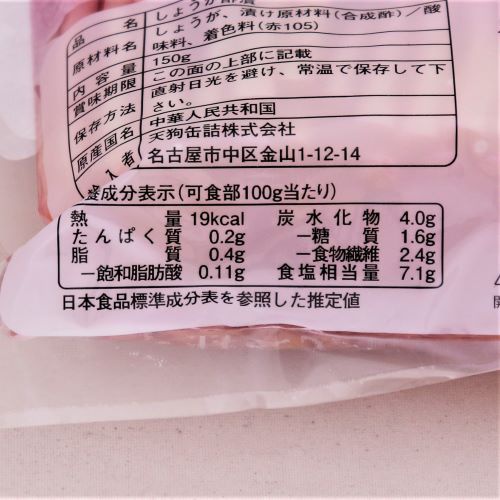 品名 しょうが酢漬
原材料名 しょうが、漬け原材料(合成酢)／酸
味料、着色料(赤105)
内容量 150g
賞味期限 この面の上部に記載
保存方法 直射日光を避け、常温で保存して下
さい。
原産国名 中華人民共和国
入者 天狗缶詰株式会社
名古屋市中区金山1-12-14
養成分表示(可食部100g当たり)
熱量 19kcal 炭水化物 4.0g
たんぱく質 0.2g ー糖質 1.6g
脂質 0.4g ー食物繊維 2.4g
ー飽和脂肪酸 0.11g 食塩相当量 7.1g
日本食品標準成分表を参照した推定値